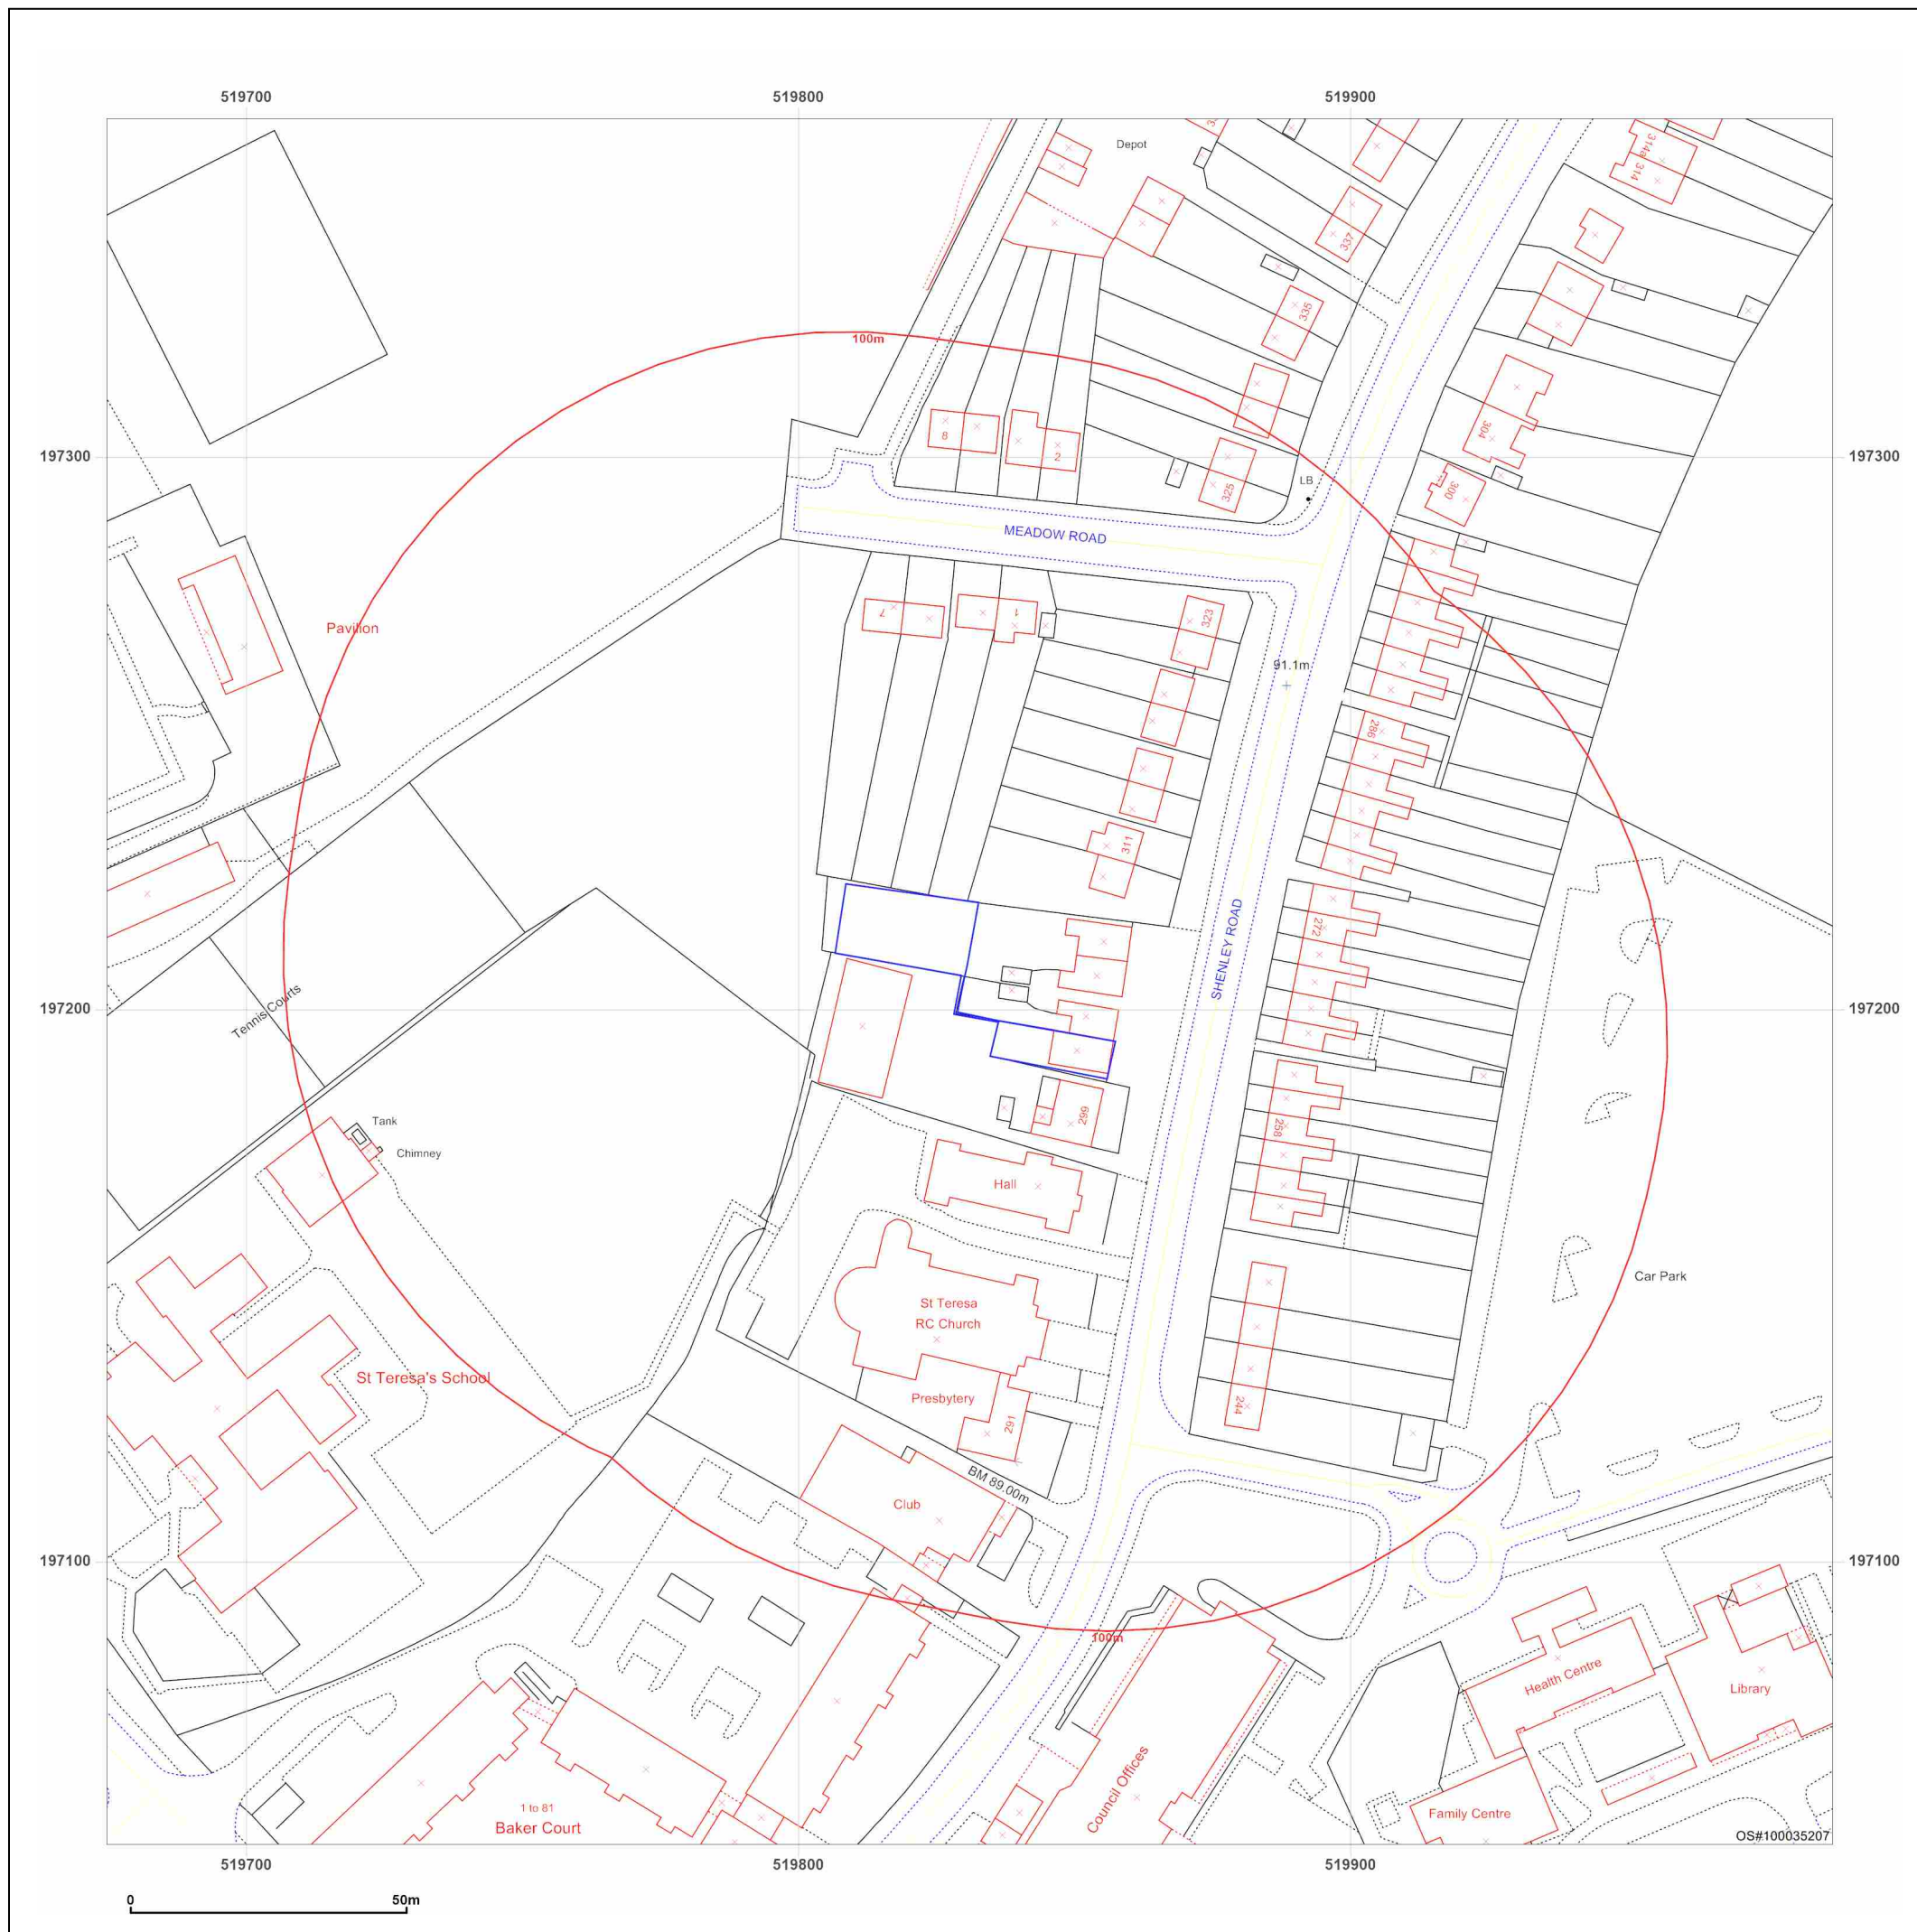 519700
519800
519900
Depot
314a
314
337
335
100m
304
8
2
197300
197300
300
325
LB
MEADOW ROAD
7
1
323
Pavilion
91.1m
286
311
272
SHENLEY ROAD
Tennis Courts
197200
197200
Tank
299
258
Chimney
Hall
Car Park
St Teresa
RC Church
St Teresa's School
Presbytery
244
291
BM 89.00m
Club
197100
197100
100m
Health Centre
Library
Council Offices
1 to 81
Baker Court
Family Centre
OS#100035207
519700
519800
519900
0
50m